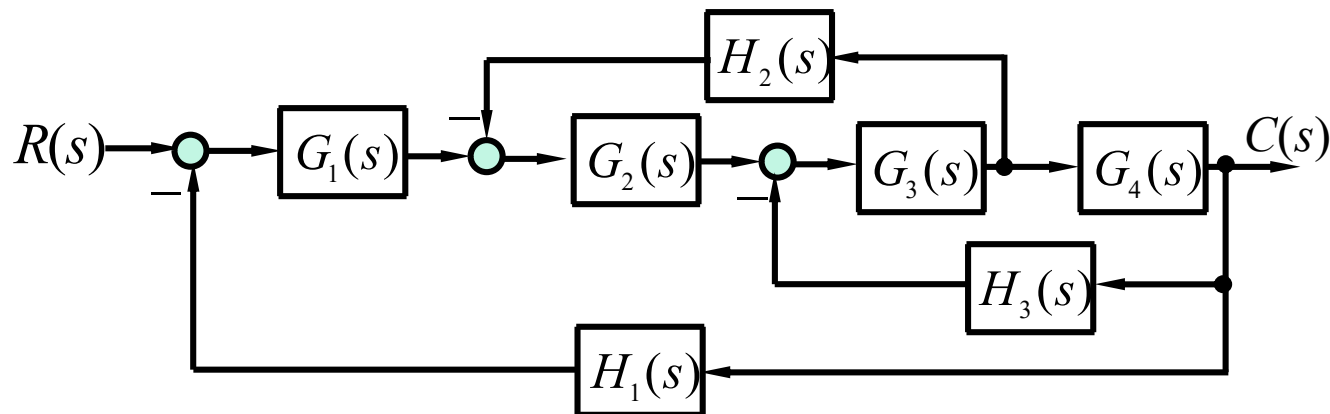 H₂(s)
R(s)
G₁(s)
G₂(s)
G₃(s)
G₄(s)
C(s)
H₃(s)
H₁(s)